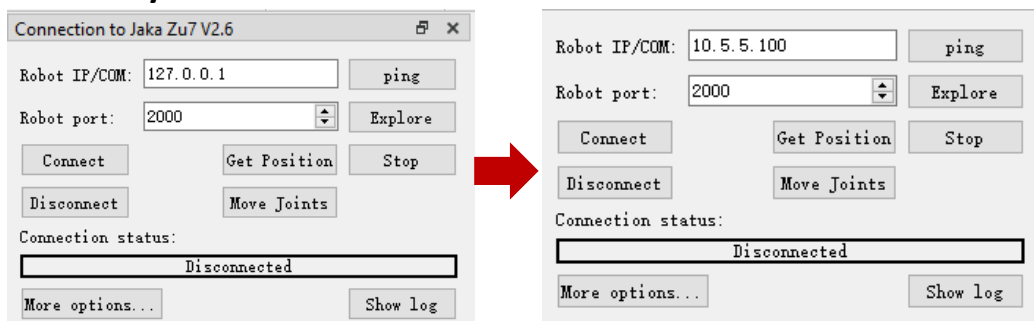 Connection to Jaka Zu7 V2.6
Robot IP/COM: 127.0.0.1 ping
Robot port: 2000 Explore
Connect Get Position Stop
Disconnect Move Joints
Connection status:
Disconnected
More options... Show log
Robot IP/COM: 10.5.5.100 ping
Robot port: 2000 Explore
Connect Get Position Stop
Disconnect Move Joints
Connection status:
Disconnected
More options... Show log